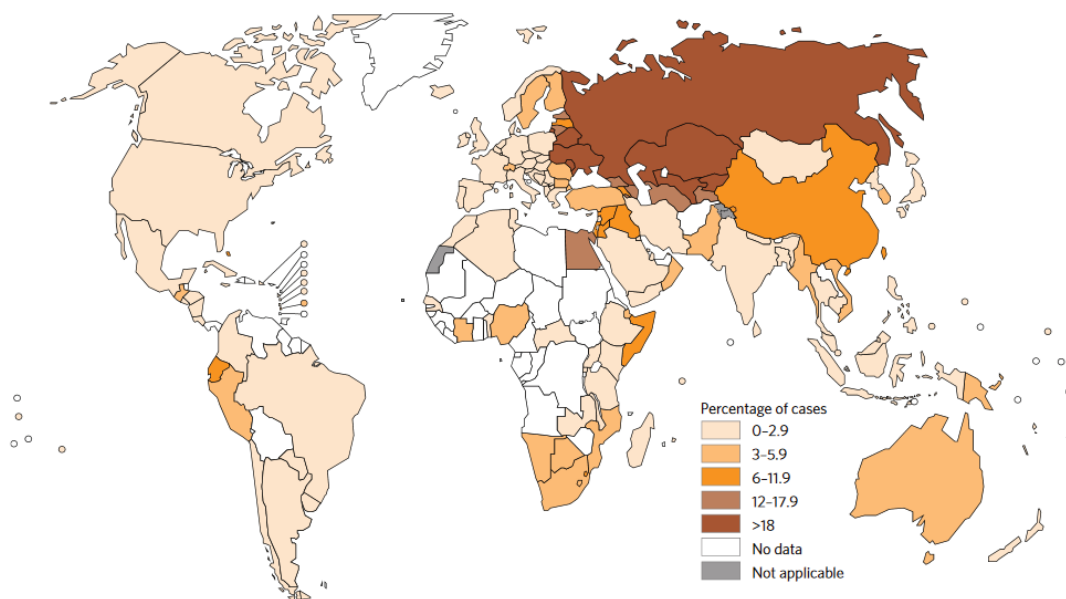 Percentage of cases
0–2.9
3–5.9
6–11.9
12–17.9
>18
No data
Not applicable